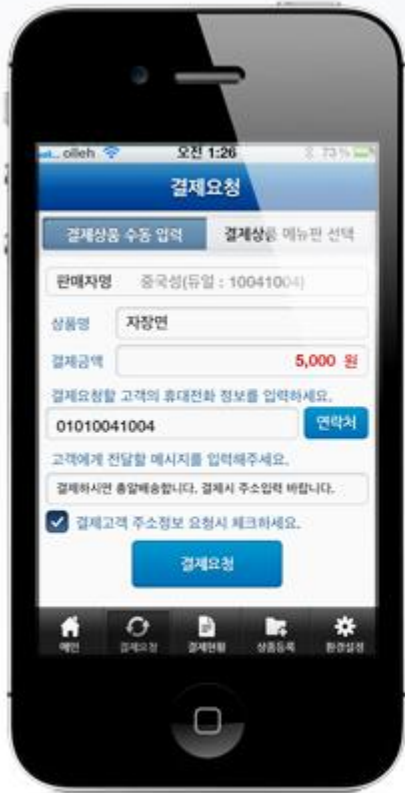 olleh 오전 1:26 73%
결제요청
결제상품 수동 입력 결제상품 메뉴판 선택
판매자명 중국성(듀얼 : 10041004)
상품명 자장면
결제금액 5,000 원
결제요청할 고객의 휴대전화 정보를 입력하세요.
01010041004 연락처
고객에게 전달할 메시지를 입력해주세요.
결제하시면 총알배송합니다. 결제시 주소입력 바랍니다.
결제고객 주소정보 요청시 체크하세요.
결제요청
메인 결제요청 결제현황 상품등록 환경설정